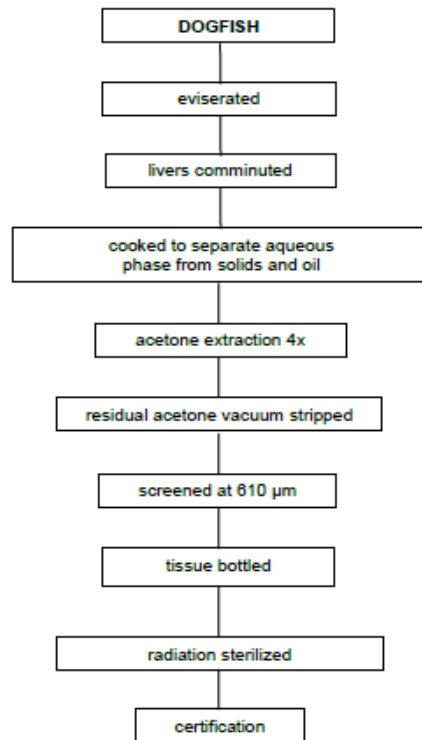 DOGFISH
eviserated
livers comminuted
cooked to separate aqueous
phase from solids and oil
acetone extraction 4x
residual acetone vacuum stripped
screened at 610 µm
tissue bottled
radiation sterilized
certification